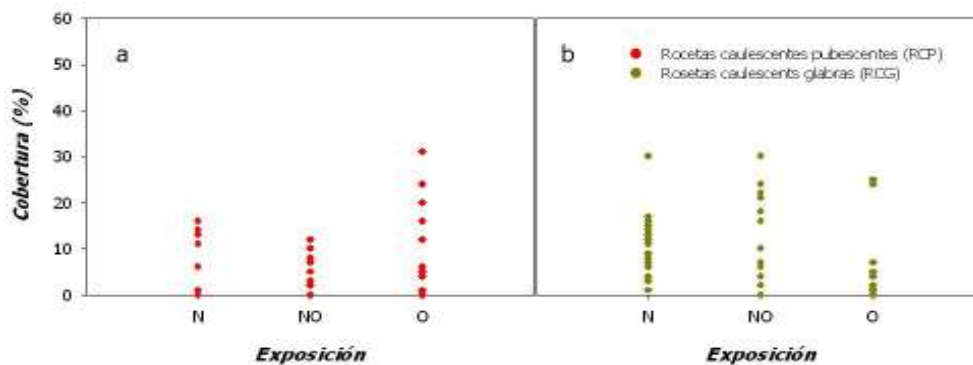 60
50
40
30
20
10
0
Cobertura (%)
a
N
NO
O
Exposición
b
Rocetas caulescentes pubescentes (RCP)
Rosetas caulescents glabras (RCG)
N
NO
O
Exposición